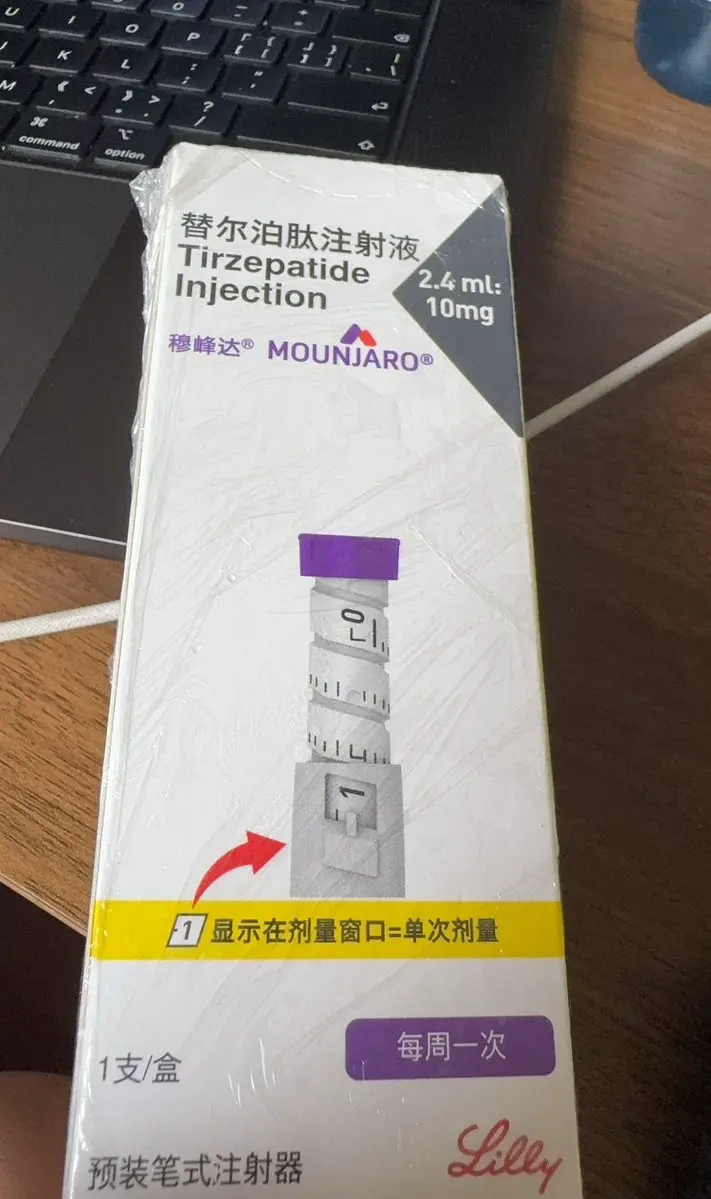 U
I
O
P
{ [
} ]
| \
J
K
L
: ;
" '
M
《 < ,
》 > .
? /
⌘
command
⌥
option
替尔泊肽注射液
Tirzepatide
Injection
2.4 ml:
10mg
穆峰达® MOUNJARO®
0
1
1 显示在剂量窗口=单次剂量
每周一次
1支/盒
预装笔式注射器
Lilly